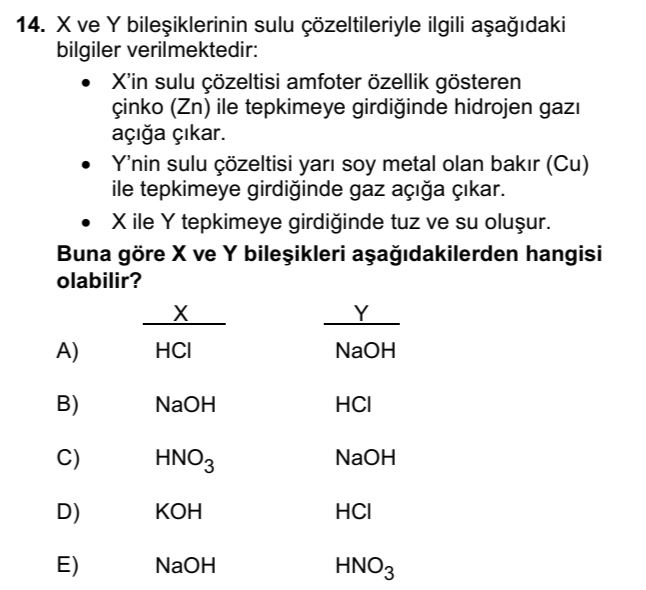 14. X ve Y bileşiklerinin sulu çözeltileriyle ilgili aşağıdaki
bilgiler verilmektedir:
• X'in sulu çözeltisi amfoter özellik gösteren
çinko (Zn) ile tepkimeye girdiğinde hidrojen gazı
açığa çıkar.
• Y'nin sulu çözeltisi yarı soy metal olan bakır (Cu)
ile tepkimeye girdiğinde gaz açığa çıkar.
• X ile Y tepkimeye girdiğinde tuz ve su oluşur.
Buna göre X ve Y bileşikleri aşağıdakilerden hangisi
olabilir?
X Y
A) HCl NaOH
B) NaOH HCl
C) HNO₃ NaOH
D) KOH HCl
E) NaOH HNO₃